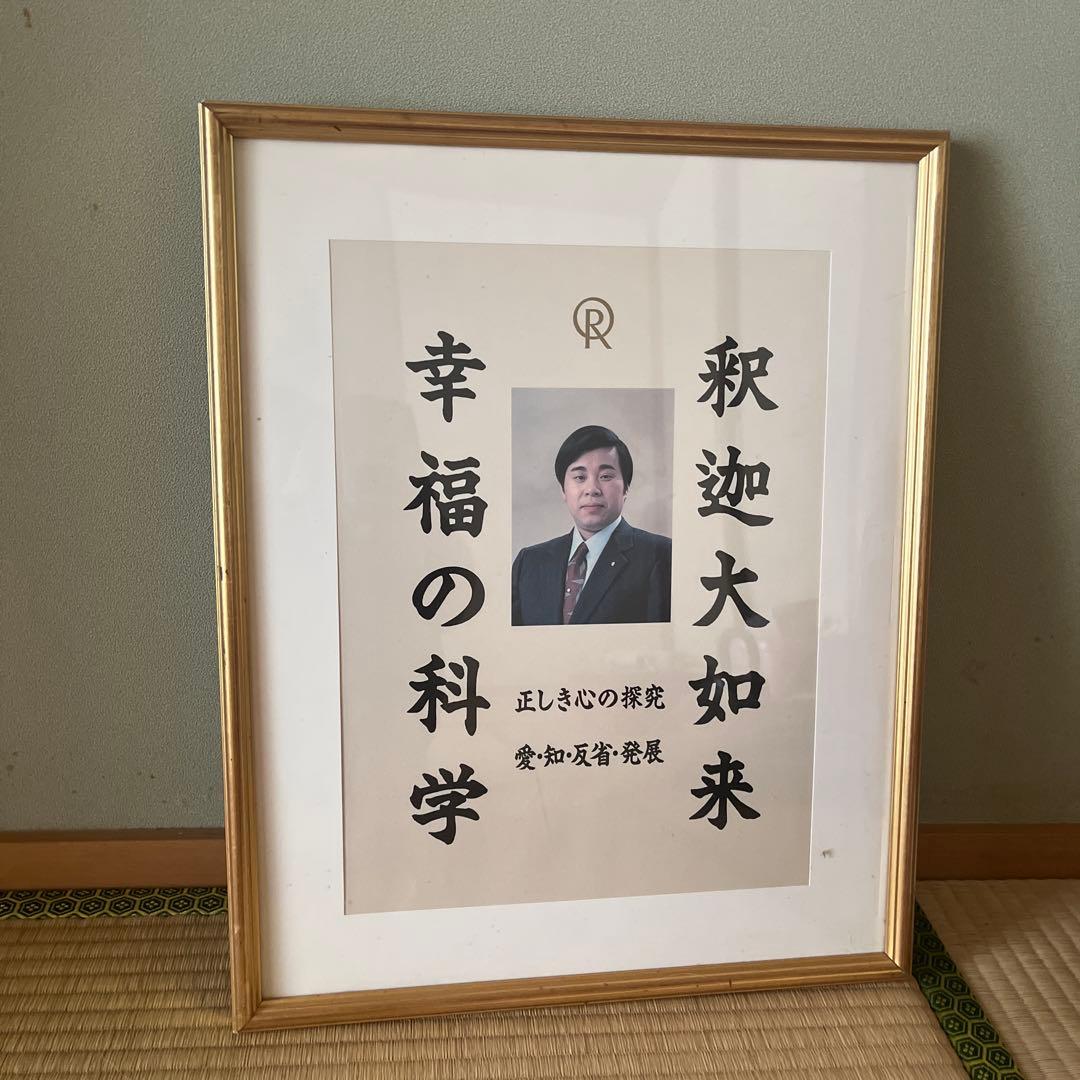 OR
釈迦大如来
幸福の科学
正しき心の探究
愛・知・反省・発展